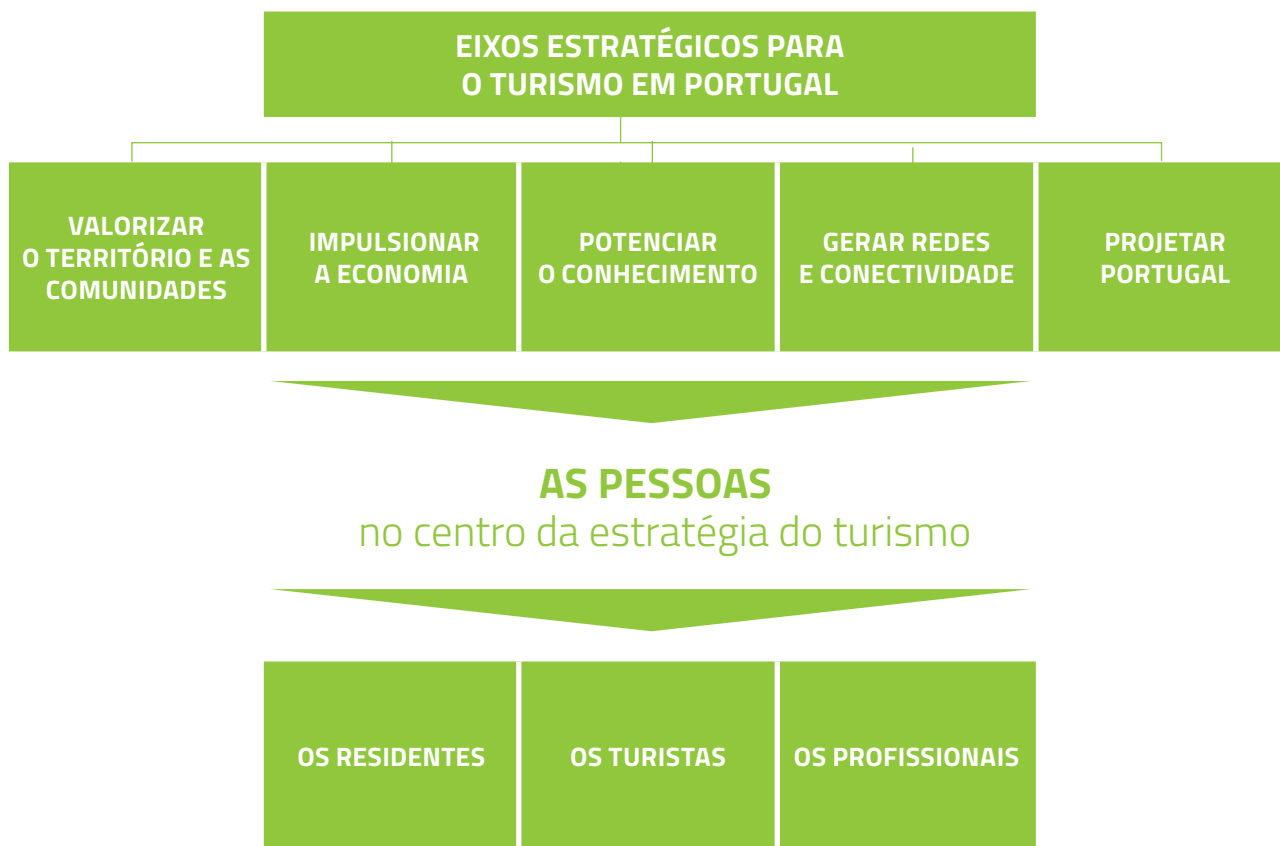 EIXOS ESTRATÉGICOS PARA
O TURISMO EM PORTUGAL
VALORIZAR
O TERRITÓRIO E AS
COMUNIDADES
IMPULSIONAR
A ECONOMIA
POTENCIAR
O CONHECIMENTO
GERAR REDES
E CONECTIVIDADE
PROJETAR
PORTUGAL
AS PESSOAS
no centro da estratégia do turismo
OS RESIDENTES
OS TURISTAS
OS PROFISSIONAIS